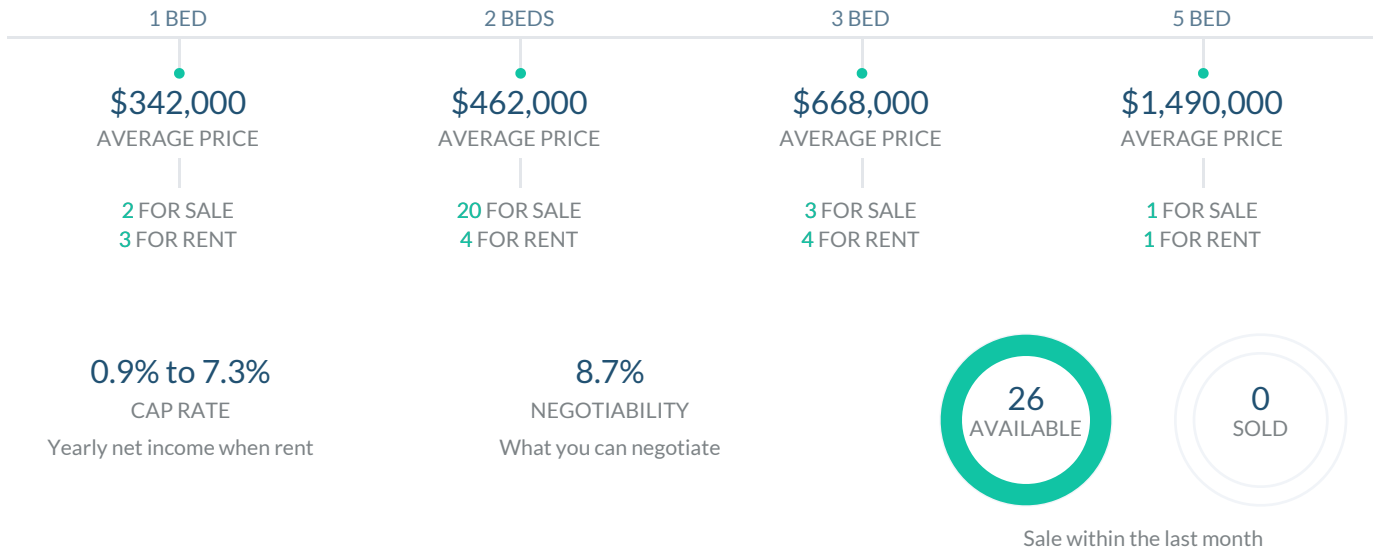 1 BED
$342,000
AVERAGE PRICE
2 FOR SALE
3 FOR RENT
2 BEDS
$462,000
AVERAGE PRICE
20 FOR SALE
4 FOR RENT
3 BED
$668,000
AVERAGE PRICE
3 FOR SALE
4 FOR RENT
5 BED
$1,490,000
AVERAGE PRICE
1 FOR SALE
1 FOR RENT
0.9% to 7.3%
CAP RATE
Yearly net income when rent
8.7%
NEGOTIABILITY
What you can negotiate
26
AVAILABLE
0
SOLD
Sale within the last month